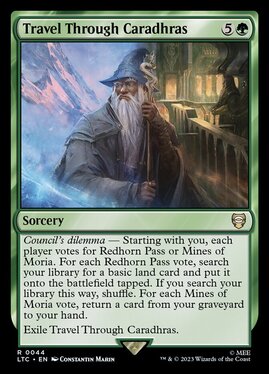 Travel Through Caradhras 5
Sorcery
Council's dilemma — Starting with you, each
player votes for Redhorn Pass or Mines of
Moria. For each Redhorn Pass vote, search
your library for a basic land card and put it
onto the battlefield tapped. If you search your
library this way, shuffle. For each Mines of
Moria vote, return a card from your graveyard
to your hand.
Exile Travel Through Caradhras.
R 0044
LTC • EN CONSTANTIN MARIN
© MEE
™ & © 2023 Wizards of the Coast